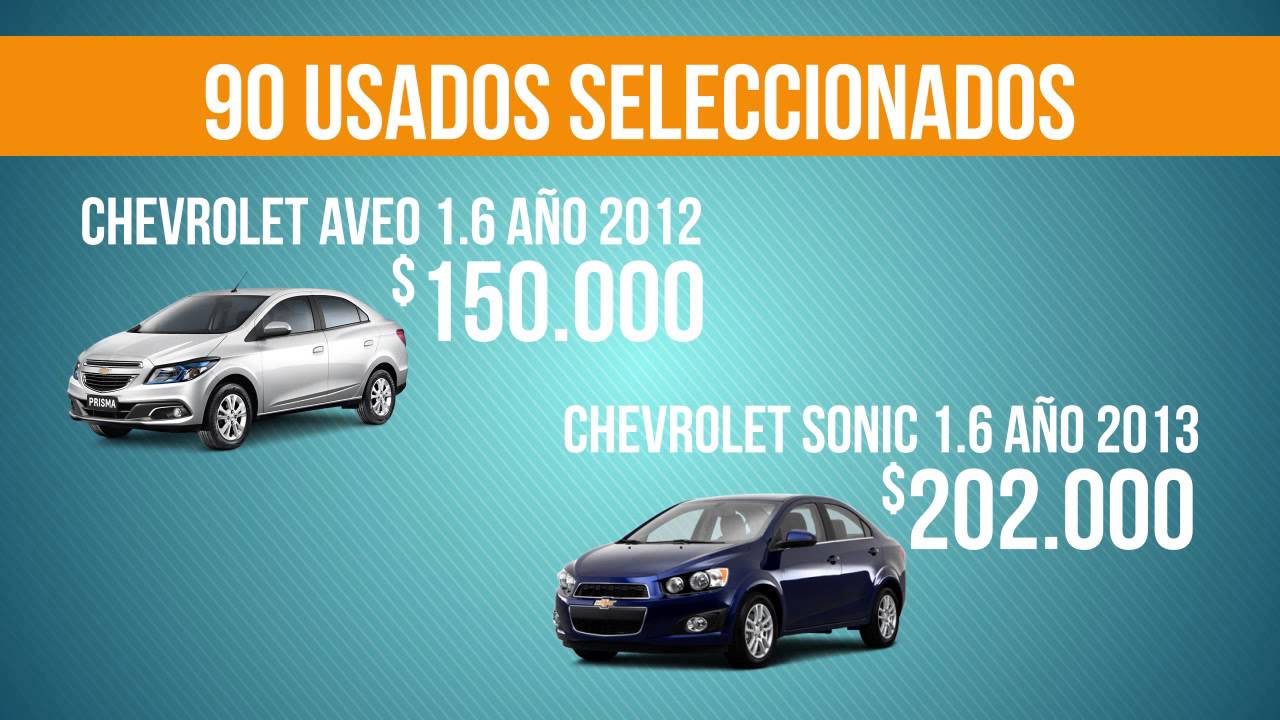 90 USADOS SELECCIONADOS
CHEVROLET AVEO 1.6 AÑO 2012
$150.000
PRISMA
CHEVROLET SONIC 1.6 AÑO 2013
$202.000